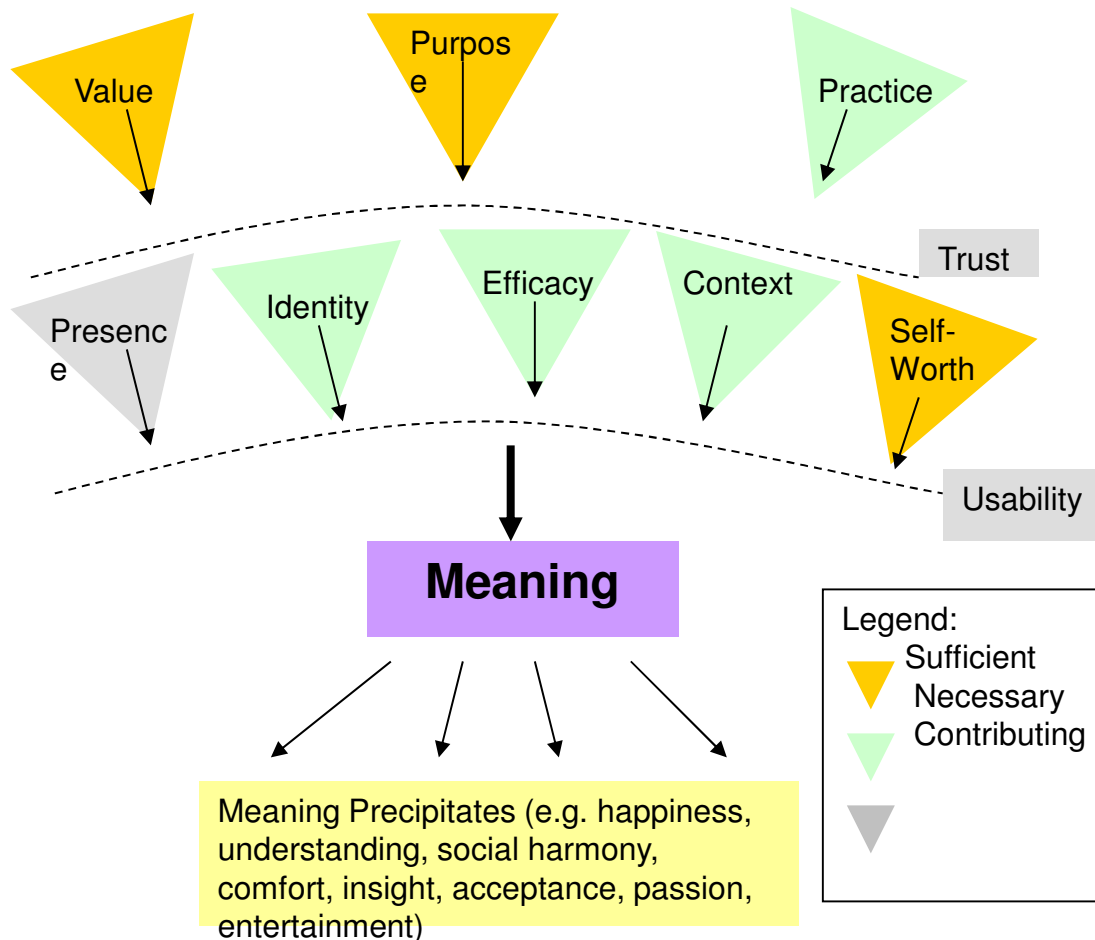 Value
Purpos
e
Practice
Trust
Presenc
e
Identity
Efficacy
Context
Self-
Worth
Usability
Meaning
Legend:
Sufficient
Necessary
Contributing
Meaning Precipitates (e.g. happiness,
understanding, social harmony,
comfort, insight, acceptance, passion,
entertainment)